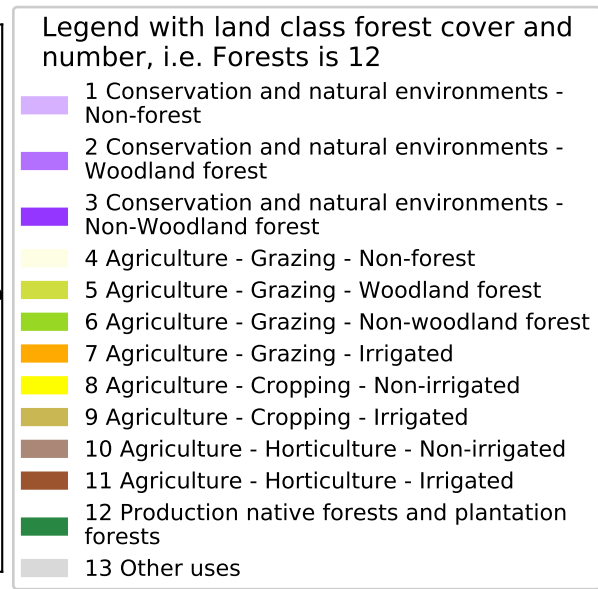 Legend with land class forest cover and
number, i.e. Forests is 12
1 Conservation and natural environments -
Non-forest
2 Conservation and natural environments -
Woodland forest
3 Conservation and natural environments -
Non-Woodland forest
4 Agriculture - Grazing - Non-forest
5 Agriculture - Grazing - Woodland forest
6 Agriculture - Grazing - Non-woodland forest
7 Agriculture - Grazing - Irrigated
8 Agriculture - Cropping - Non-irrigated
9 Agriculture - Cropping - Irrigated
10 Agriculture - Horticulture - Non-irrigated
11 Agriculture - Horticulture - Irrigated
12 Production native forests and plantation
forests
13 Other uses